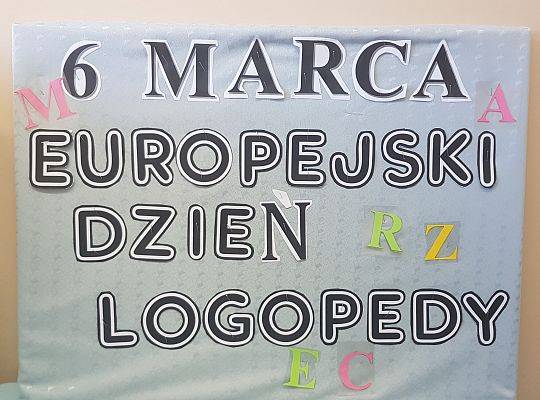 6 MARCA
M A
EUROPEJSKI
DZIEŃ
R Z
LOGOPEDY
E C